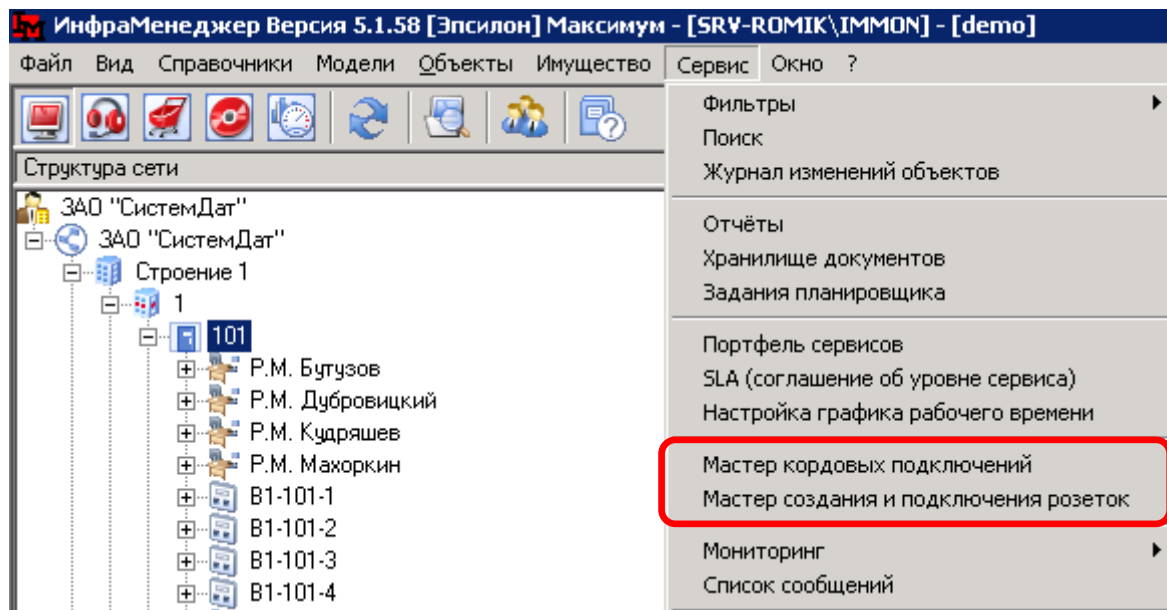 ИнфраМенеджер Версия 5.1.58 [Эпсилон] Максимум - [SRV-ROMIK\IMMON] - [demo]
Файл Вид Справочники Модели Объекты Имущество Сервис Окно ?
Структура сети
ЗАО "СистемДат"
ЗАО "СистемДат"
Строение 1
1
101
Р.М. Бутузов
Р.М. Дубровицкий
Р.М. Кудряшев
Р.М. Махоркин
В1-101-1
В1-101-2
В1-101-3
В1-101-4
Фильтры
Поиск
Журнал изменений объектов
Отчёты
Хранилище документов
Задания планировщика
Портфель сервисов
SLA (соглашение об уровне сервиса)
Настройка графика рабочего времени
Мастер кордовых подключений
Мастер создания и подключения розеток
Мониторинг
Список сообщений